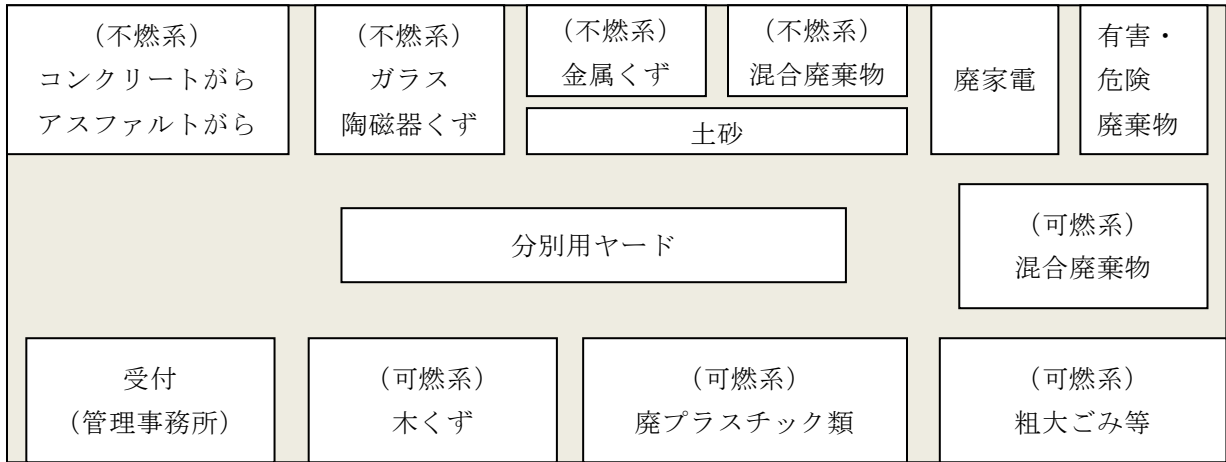 （不燃系）
コンクリートがら
アスファルトがら
（不燃系）
ガラス
陶磁器くず
（不燃系）
金属くず
（不燃系）
混合廃棄物
土砂
廃家電
有害・
危険
廃棄物
分別用ヤード
（可燃系）
混合廃棄物
受付
（管理事務所）
（可燃系）
木くず
（可燃系）
廃プラスチック類
（可燃系）
粗大ごみ等